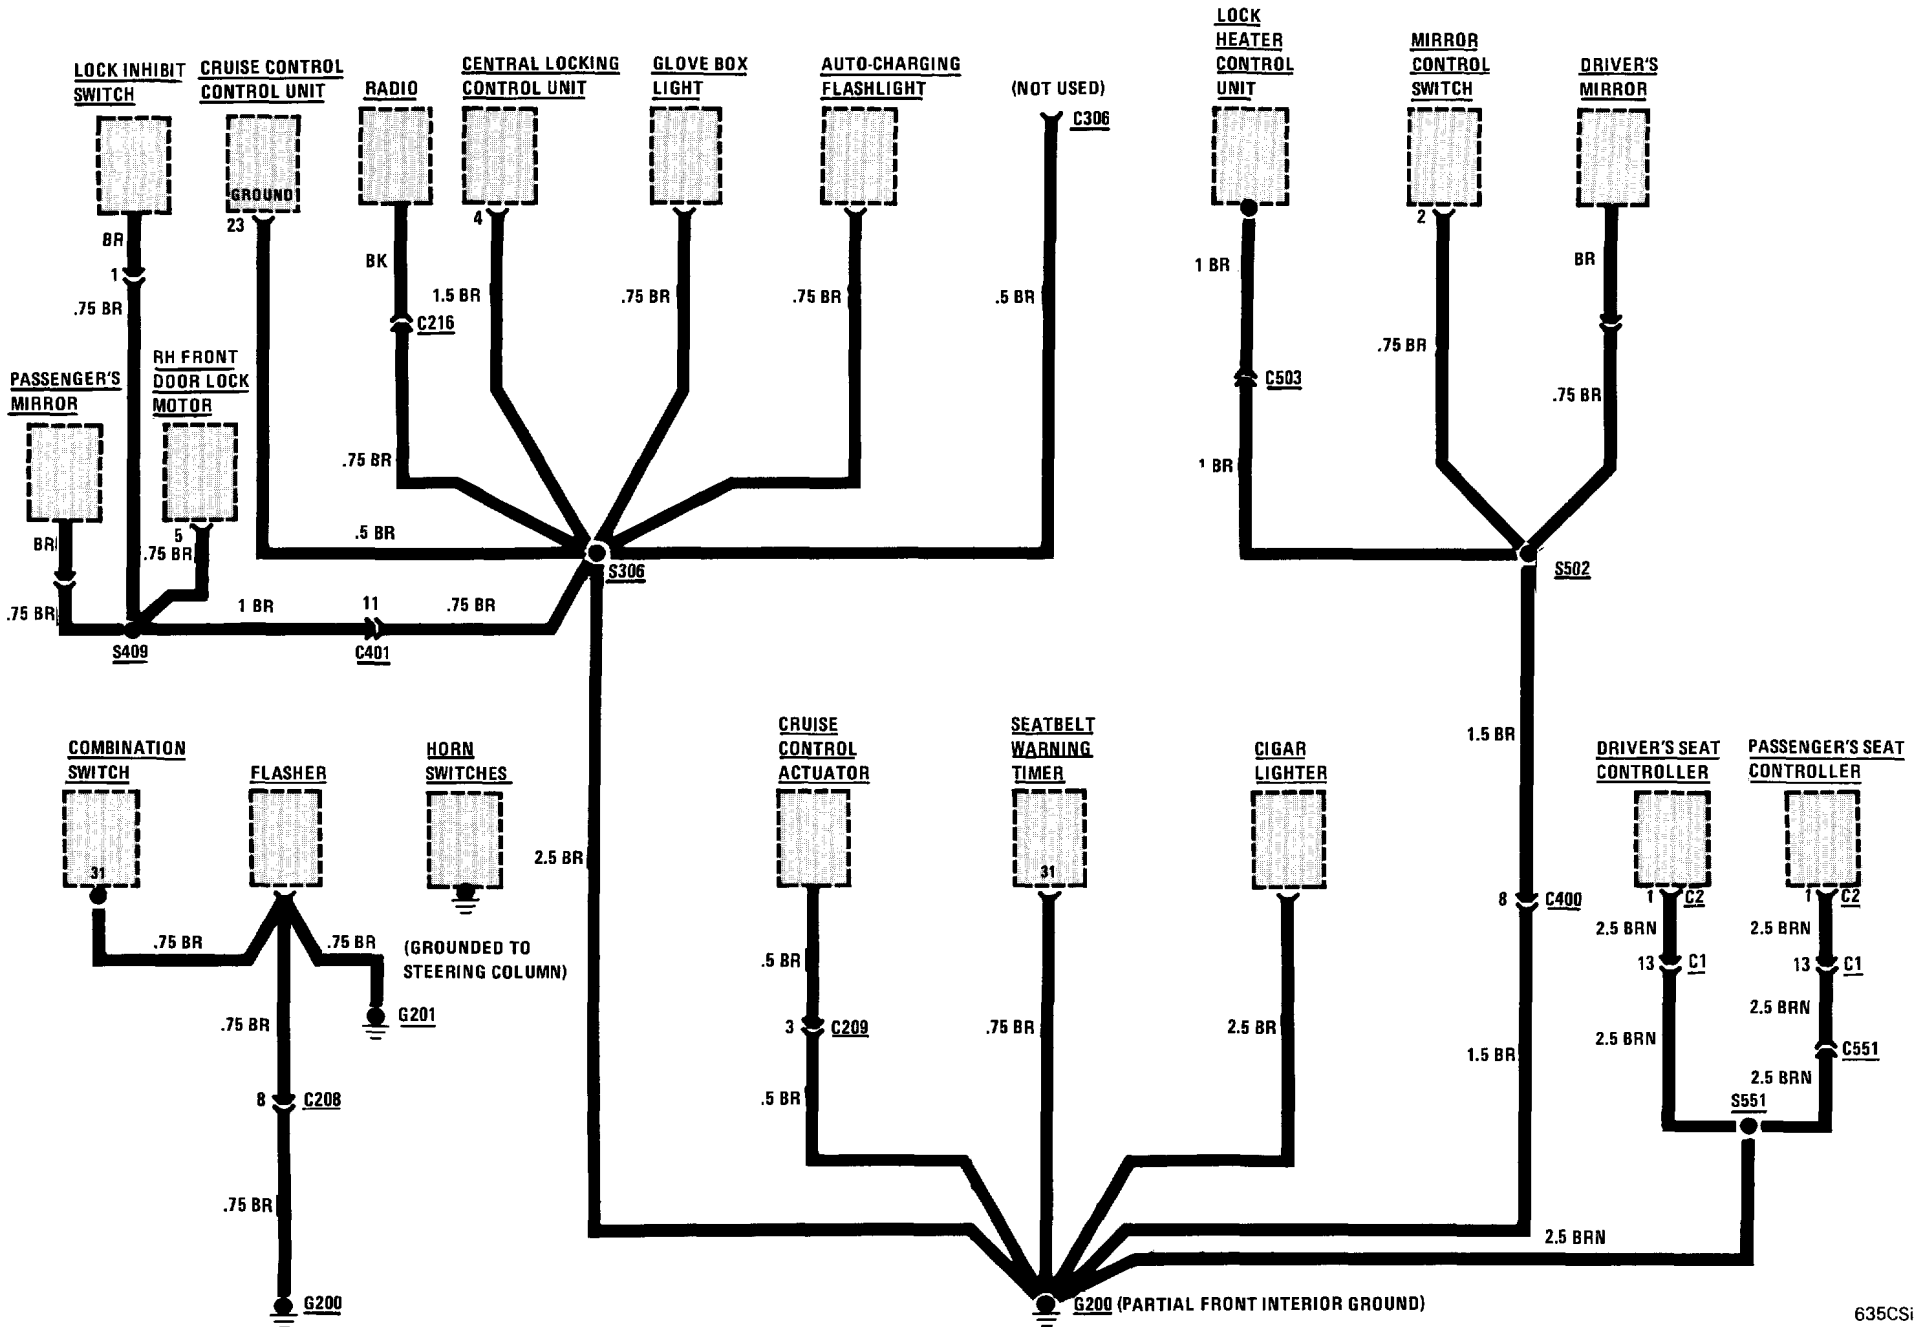 LOCK INHIBIT
SWITCH
CRUISE CONTROL
CONTROL UNIT
RADIO
CENTRAL LOCKING
CONTROL UNIT
GLOVE BOX
LIGHT
AUTO-CHARGING
FLASHLIGHT
(NOT USED)
C306
LOCK
HEATER
CONTROL
UNIT
MIRROR
CONTROL
SWITCH
DRIVER'S
MIRROR
GROUND
23
4
2
BR
1
.75 BR
BK
C216
1.5 BR
.75 BR
.75 BR
.5 BR
1 BR
C503
1 BR
.75 BR
BR
.75 BR
PASSENGER'S
MIRROR
RH FRONT
DOOR LOCK
MOTOR
.75 BR
BR
5
.75 BR
.5 BR
S306
S502
.75 BR
1 BR
11
.75 BR
S409
C401
COMBINATION
SWITCH
FLASHER
HORN
SWITCHES
CRUISE
CONTROL
ACTUATOR
SEATBELT
WARNING
TIMER
CIGAR
LIGHTER
1.5 BR
DRIVER'S SEAT
CONTROLLER
PASSENGER'S SEAT
CONTROLLER
31
2.5 BR
31
8
C400
1
C2
1
C2
.75 BR
.75 BR
(GROUNDED TO
STEERING COLUMN)
.5 BR
2.5 BRN
2.5 BRN
13
C1
13
C1
G201
.75 BR
3
C209
.75 BR
2.5 BR
1.5 BR
2.5 BRN
2.5 BRN
C551
8
C208
.5 BR
2.5 BRN
S551
.75 BR
2.5 BRN
G200
G200 (PARTIAL FRONT INTERIOR GROUND)
635CSi